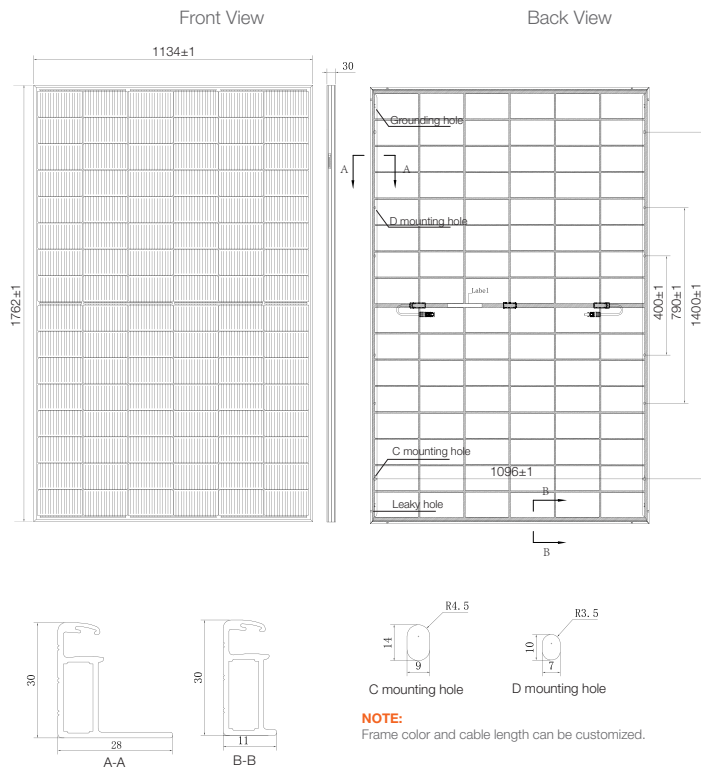 Front View
Back View
1134±1
30
1762±1
Grounding hole
A
A
D mounting hole
Label
400±1
790±1
1400±1
C mounting hole
1096±1
Leaky hole
B
B
30
28
A-A
30
11
B-B
R4.5
14
9
C mounting hole
R3.5
10
7
D mounting hole
NOTE:
Frame color and cable length can be customized.